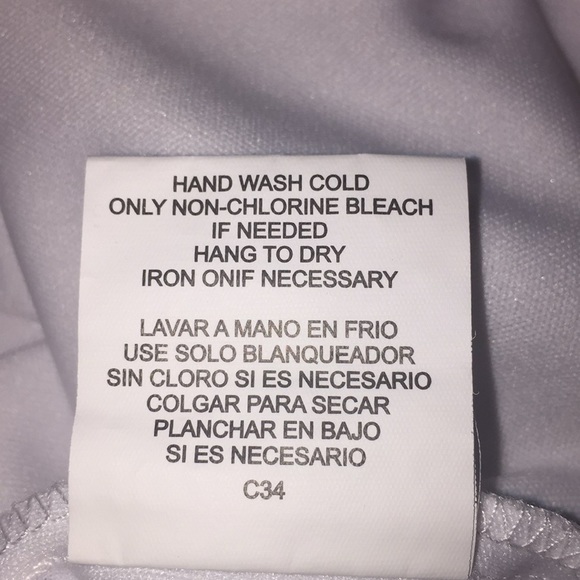 HAND WASH COLD
ONLY NON-CHLORINE BLEACH
IF NEEDED
HANG TO DRY
IRON ONIF NECESSARY
LAVAR A MANO EN FRIO
USE SOLO BLANQUEADOR
SIN CLORO SI ES NECESARIO
COLGAR PARA SECAR
PLANCHAR EN BAJO
SI ES NECESARIO
C34